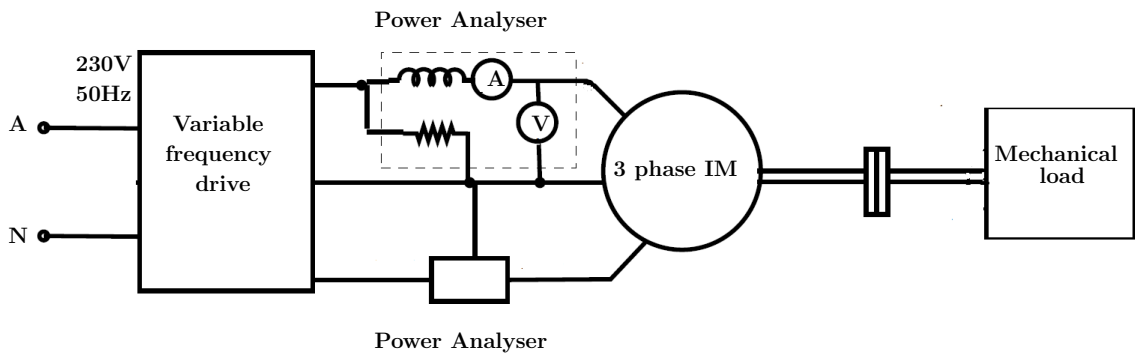 Power Analyser
230V
50Hz
A
A
Variable
frequency
drive
V
3 phase IM
Mechanical
load
N
Power Analyser